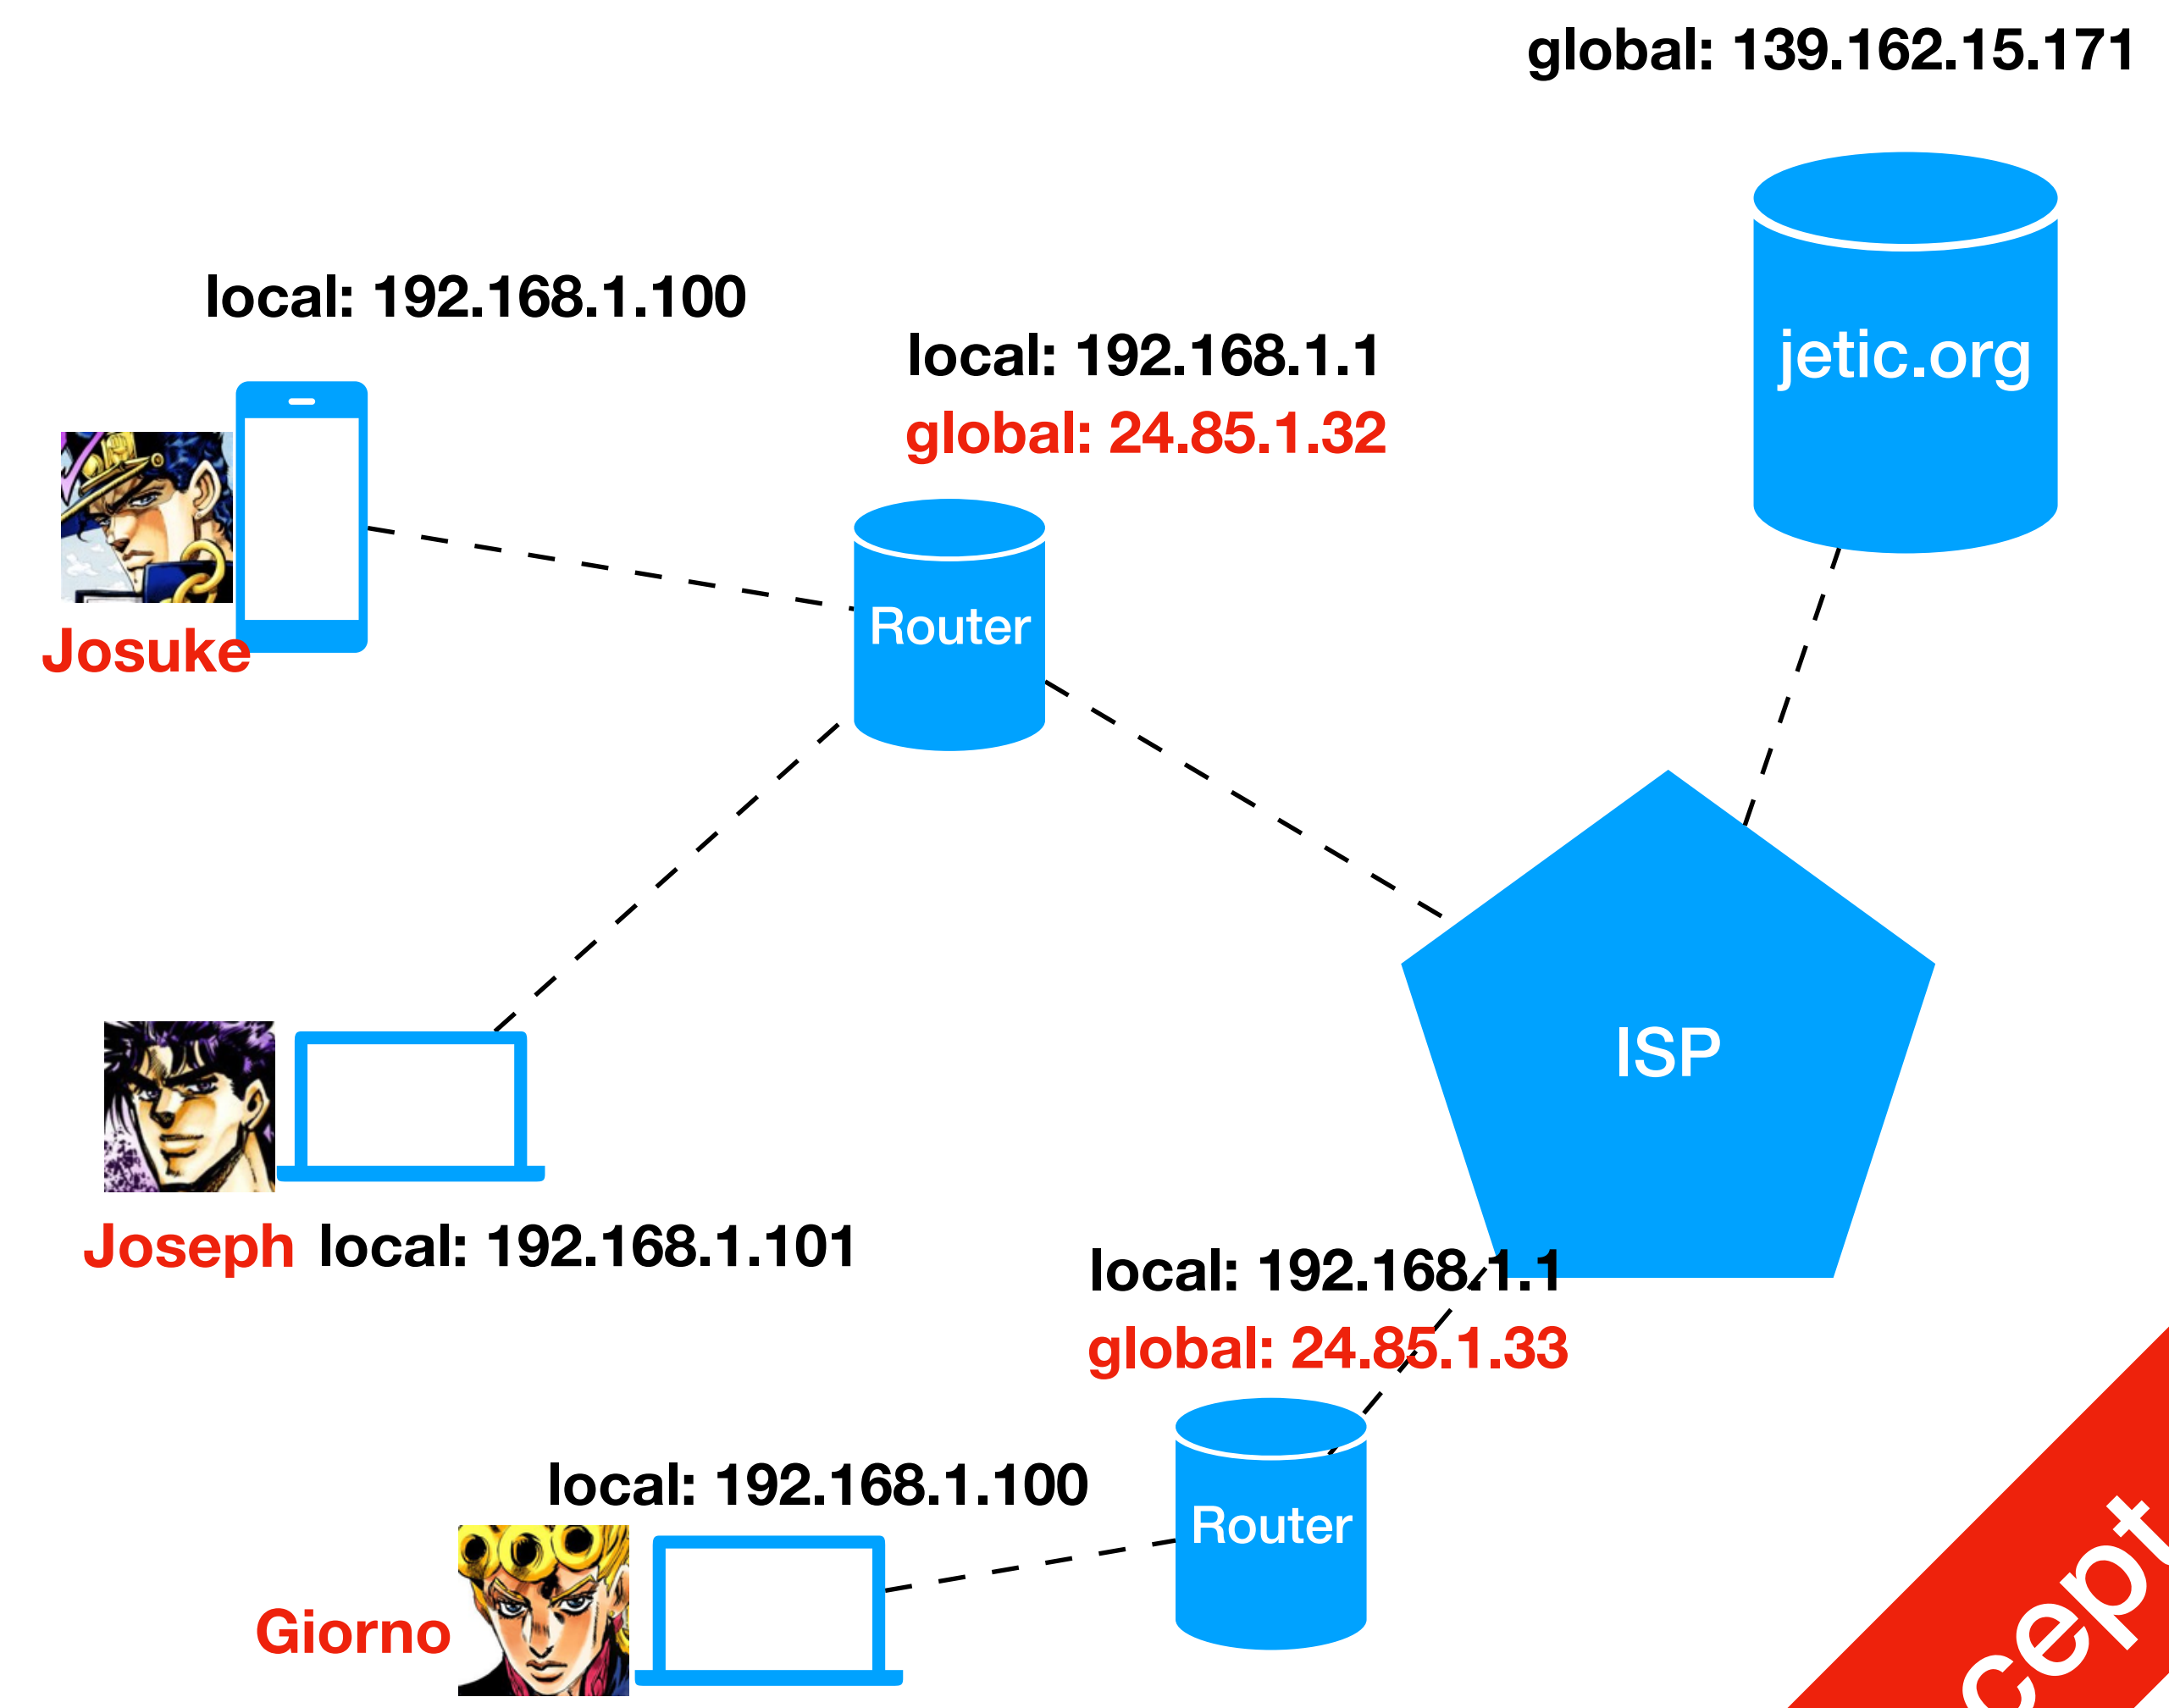 global: 139.162.15.171
jetic.org
local: 192.168.1.100
local: 192.168.1.1
global: 24.85.1.32
Router
Josuke
ISP
Joseph local: 192.168.1.101
local: 192.168.1.1
global: 24.85.1.33
local: 192.168.1.100
Router
Giorno
cept